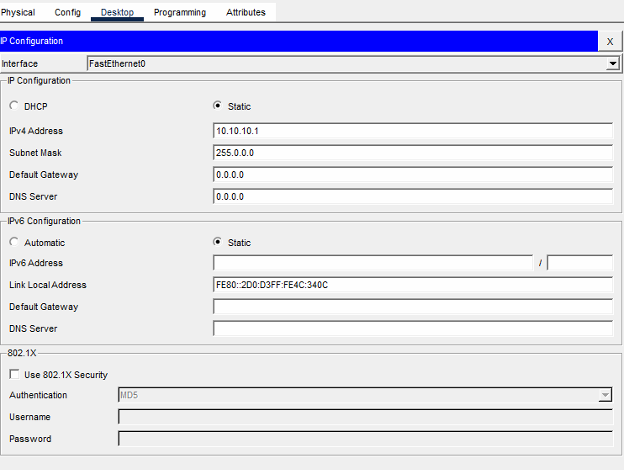 Physical Config Desktop Programming Attributes
IP Configuration X
Interface FastEthernet0
IP Configuration
DHCP Static
IPv4 Address 10.10.10.1
Subnet Mask 255.0.0.0
Default Gateway 0.0.0.0
DNS Server 0.0.0.0
IPv6 Configuration
Automatic Static
IPv6 Address /
Link Local Address FE80::2D0:D3FF:FE4C:340C
Default Gateway
DNS Server
802.1X
Use 802.1X Security
Authentication MD5
Username
Password